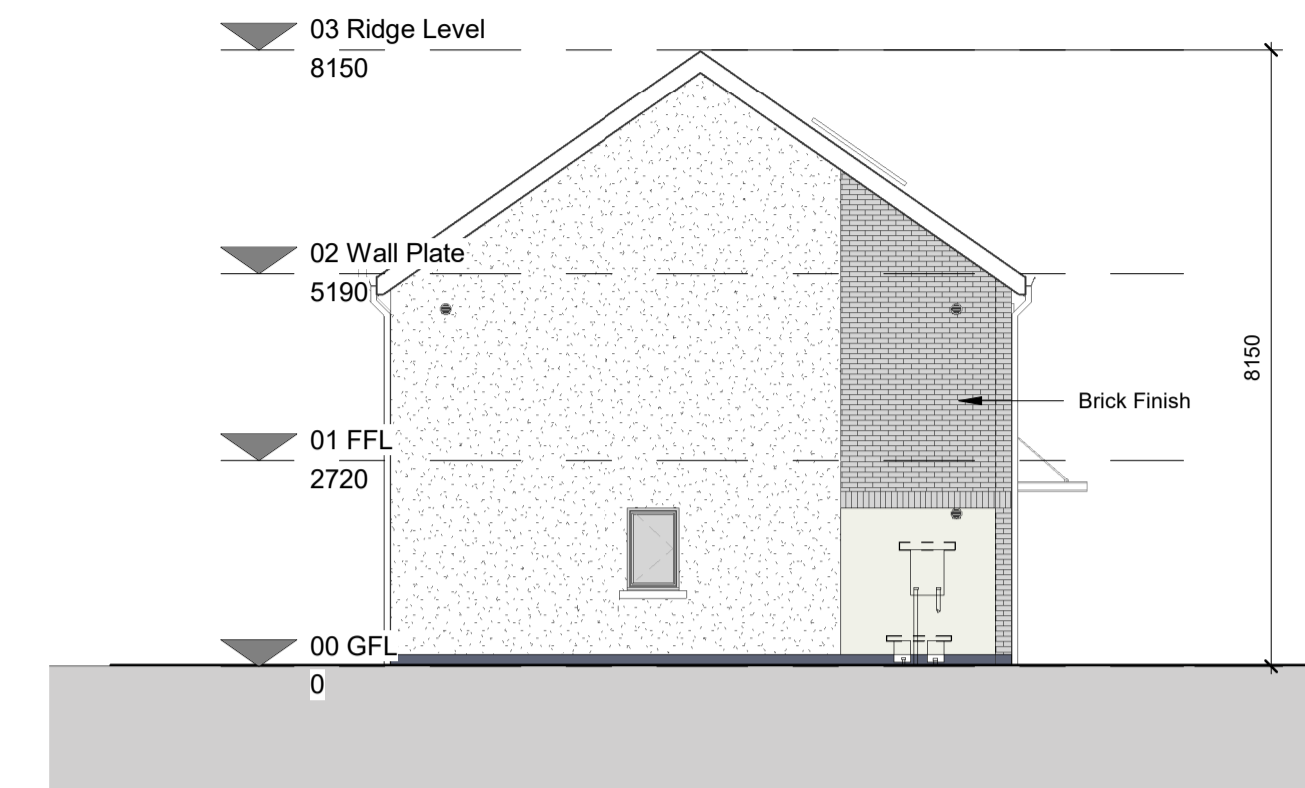 03 Ridge Level
8150
02 Wall Plate
5190
8150
Brick Finish
01 FFL
2720
00 GFL
0